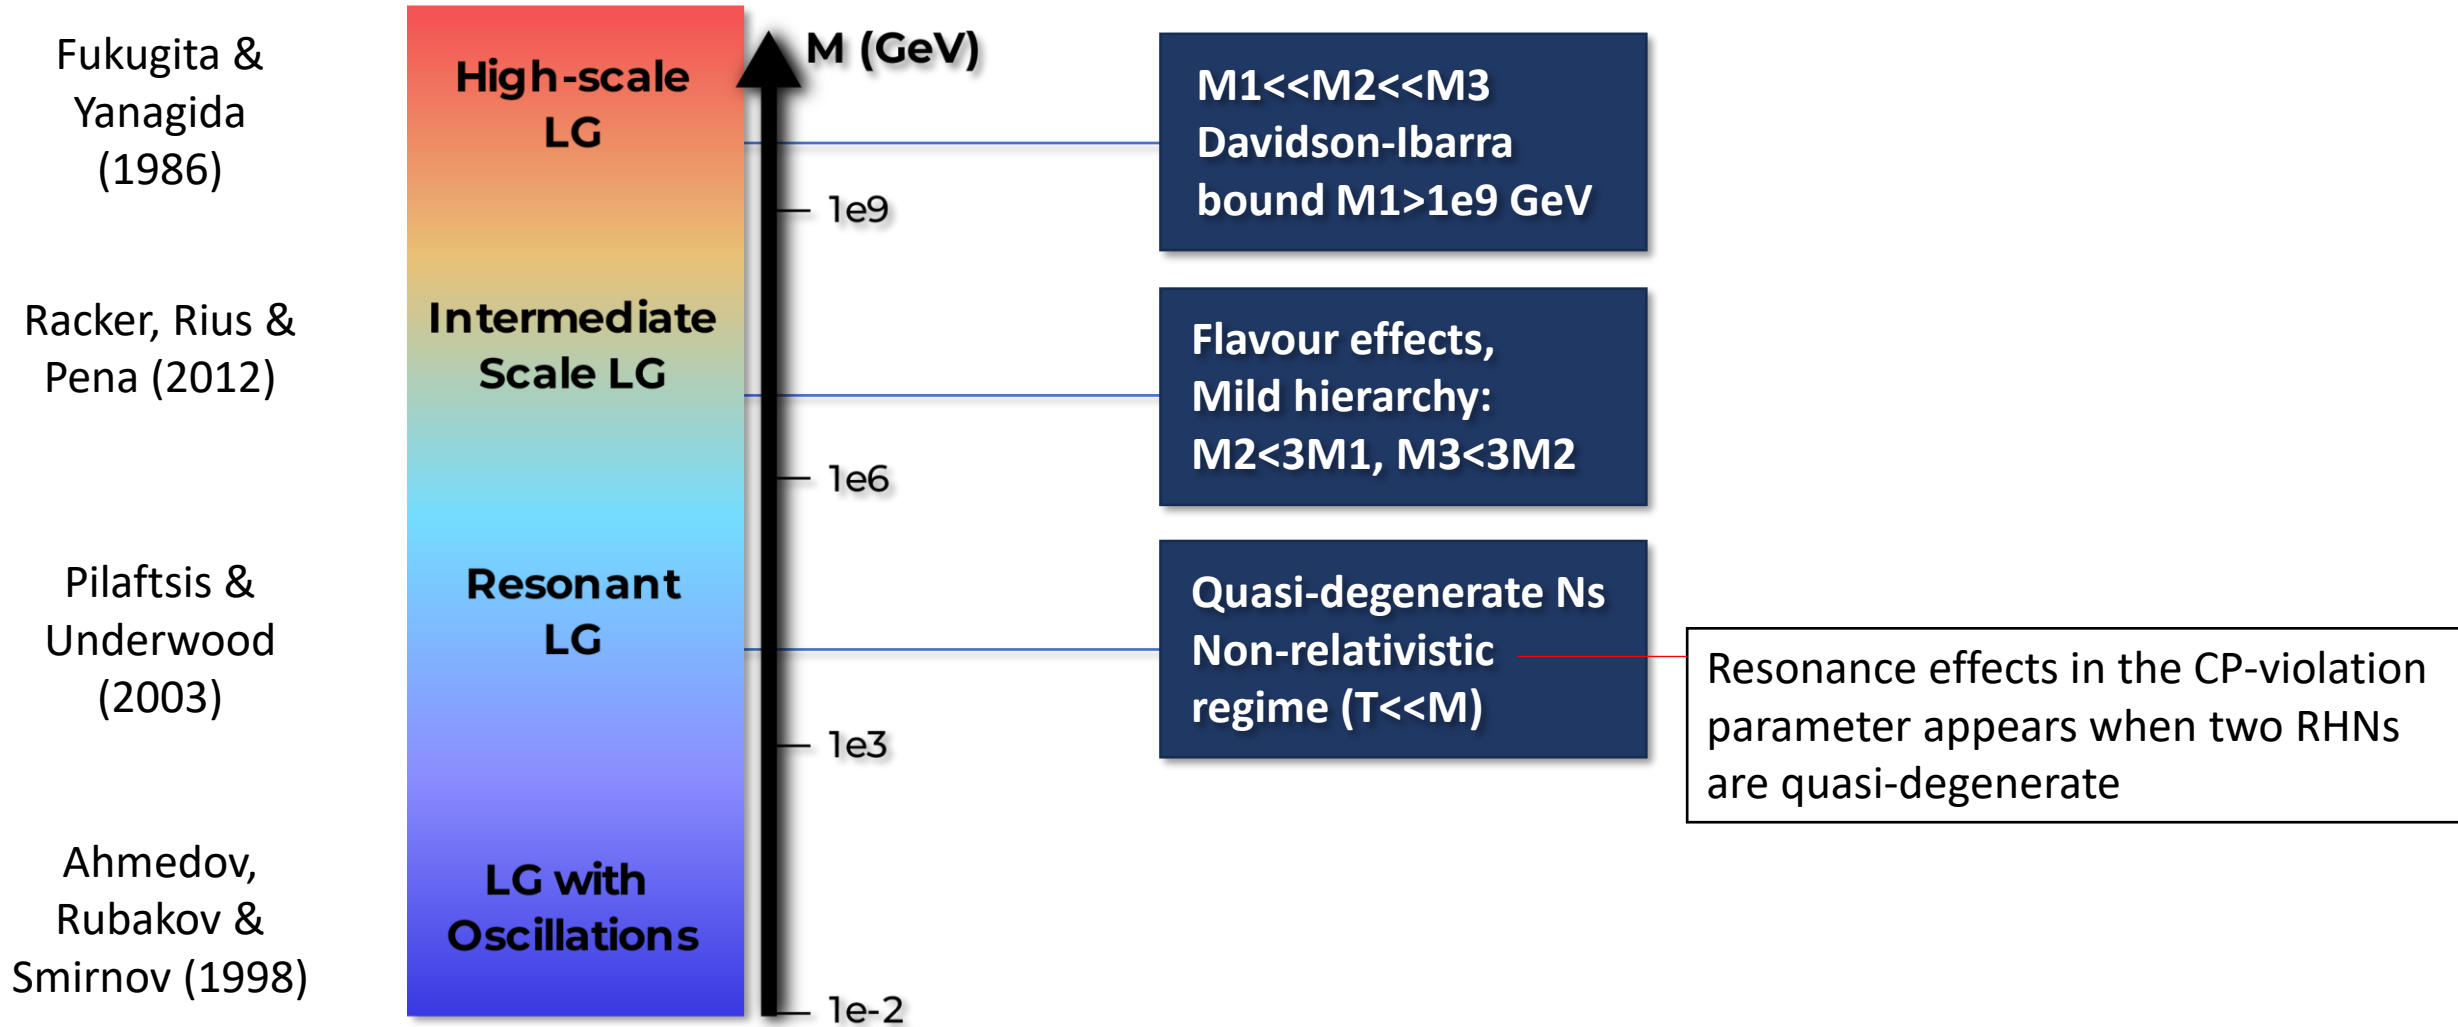 Fukugita &
Yanagida
(1986)
High-scale
LG
M (GeV)
M1<<M2<<M3
Davidson-Ibarra
bound M1>1e9 GeV
1e9
Racker, Rius &
Pena (2012)
Intermediate
Scale LG
Flavour effects,
Mild hierarchy:
M2<3M1, M3<3M2
1e6
Pilaftsis &
Underwood
(2003)
Resonant
LG
Quasi-degenerate Ns
Non-relativistic
regime (T<<M)
Resonance effects in the CP-violation
parameter appears when two RHNs
are quasi-degenerate
1e3
Ahmedov,
Rubakov &
Smirnov (1998)
LG with
Oscillations
1e-2